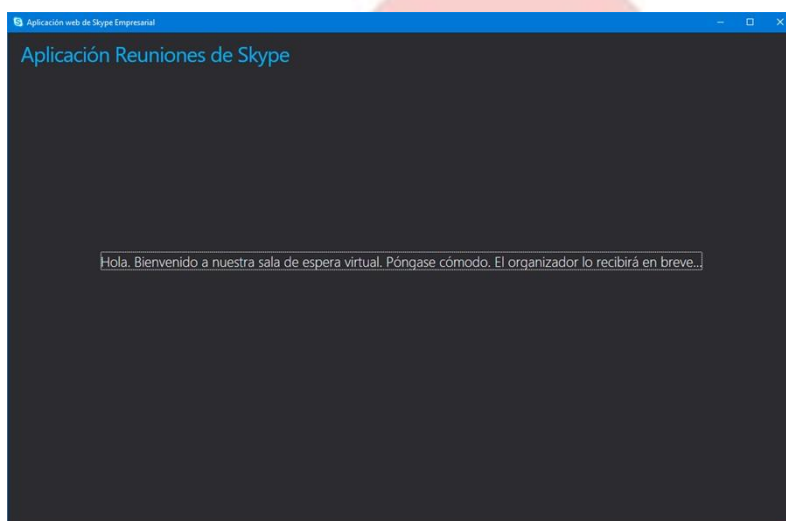 Aplicación web de Skype Empresarial
Aplicación Reuniones de Skype
Hola. Bienvenido a nuestra sala de espera virtual. Póngase cómodo. El organizador lo recibirá en breve...